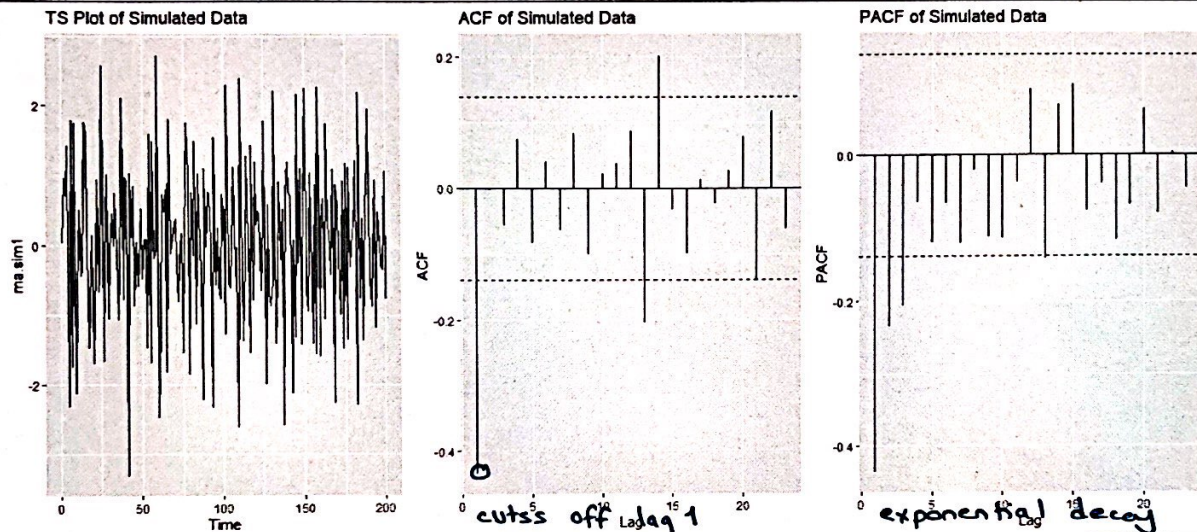 TS Plot of Simulated Data
ma.sim1
2
0
-2
0
50
100
150
200
Time
ACF of Simulated Data
ACF
0.2
0.0
-0.2
-0.4
0
5
10
15
20
Lag
cutss off lag 1
PACF of Simulated Data
PACF
0.0
-0.2
-0.4
0
5
10
15
20
Lag
exponential decay